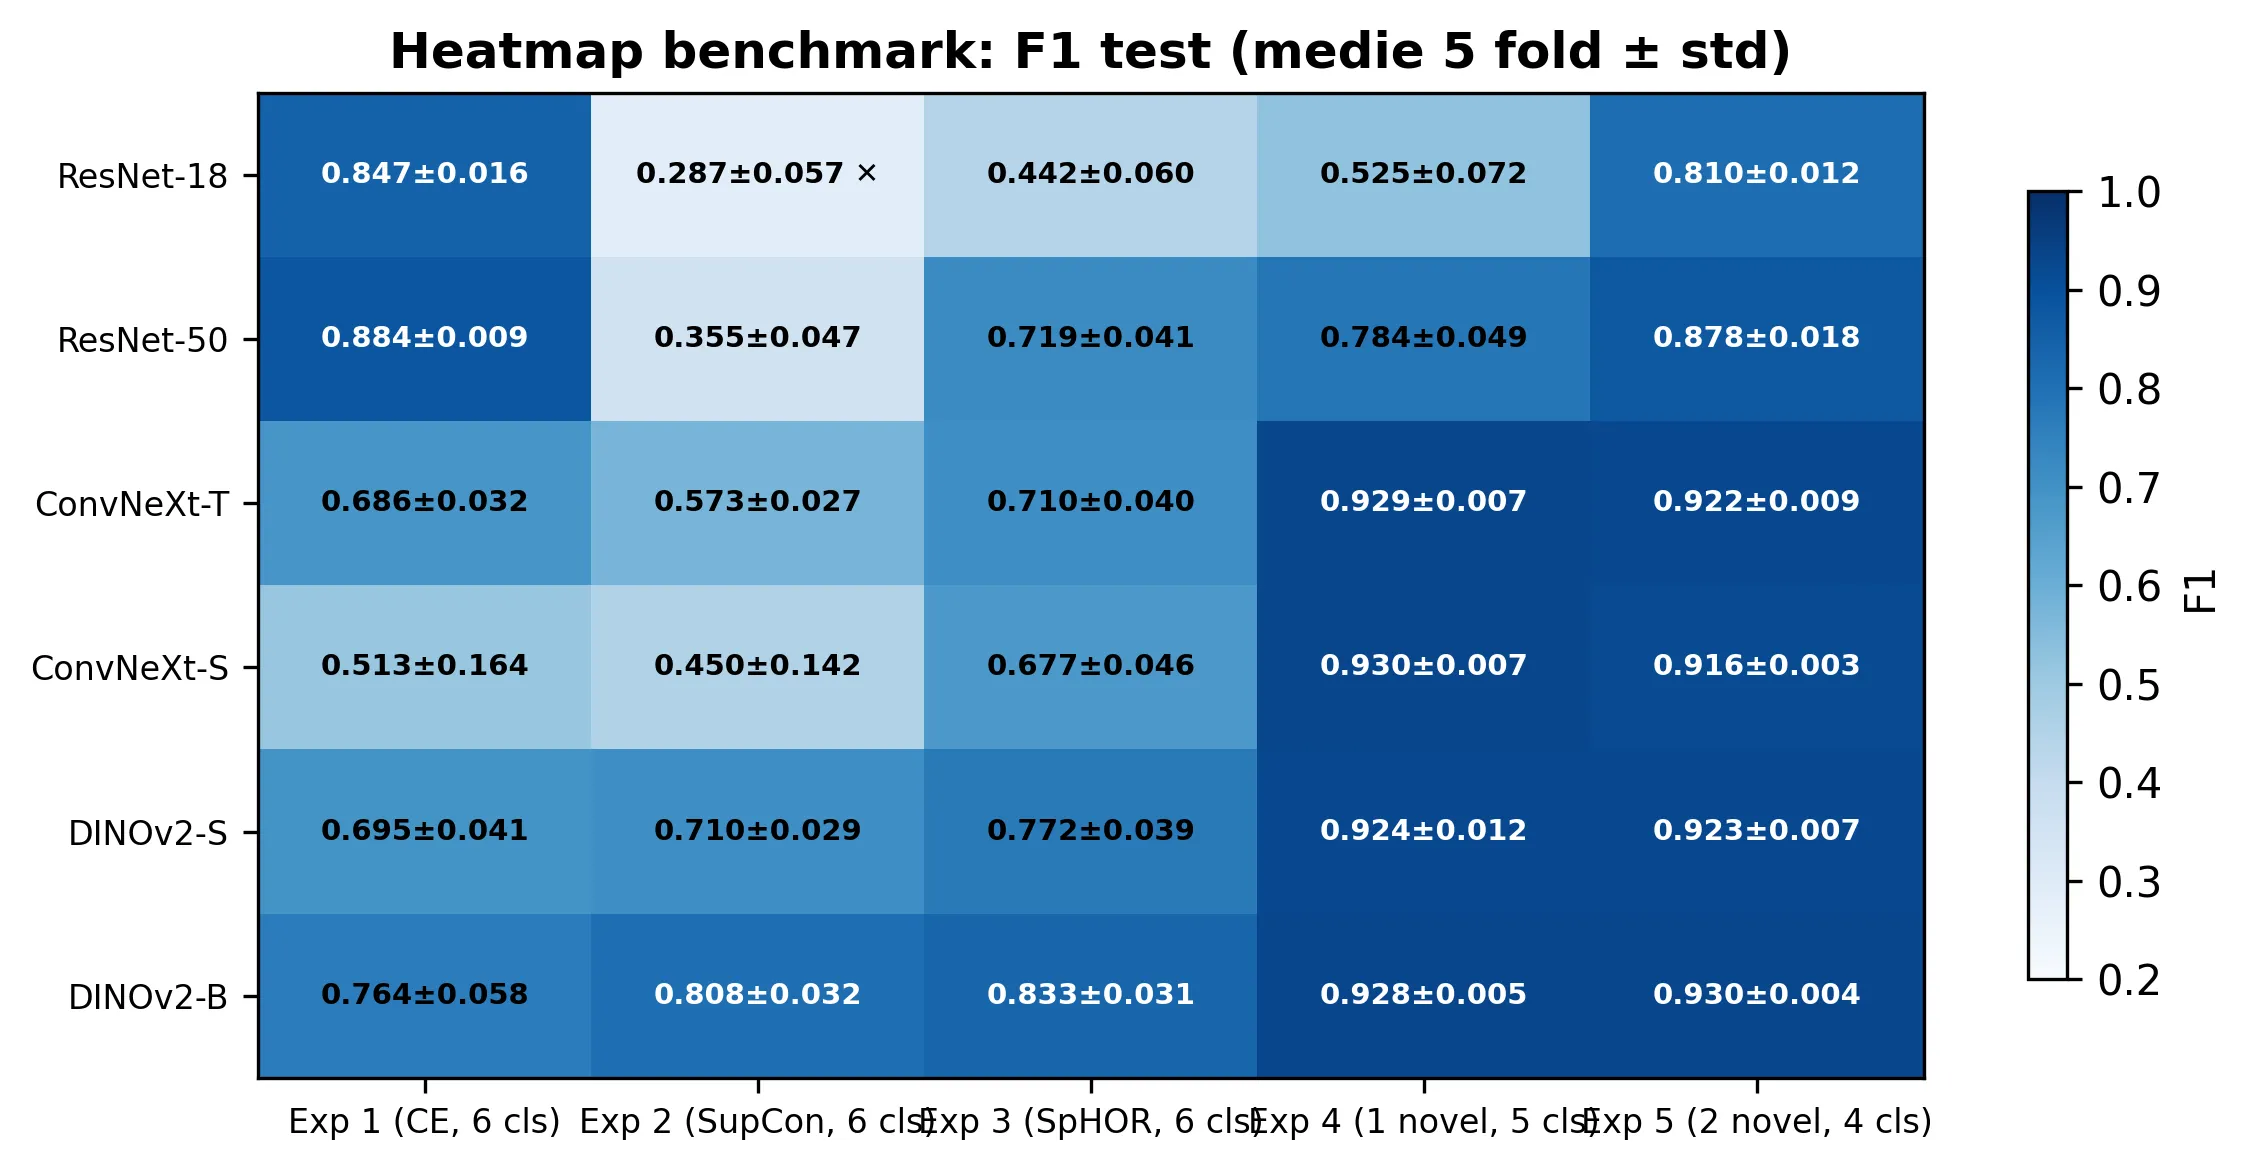 Heatmap benchmark: F1 test (medie 5 fold ± std)
ResNet-18 0.847±0.016 0.287±0.057 × 0.442±0.060 0.525±0.072 0.810±0.012
ResNet-50 0.884±0.009 0.355±0.047 0.719±0.041 0.784±0.049 0.878±0.018
ConvNeXt-T 0.686±0.032 0.573±0.027 0.710±0.040 0.929±0.007 0.922±0.009
ConvNeXt-S 0.513±0.164 0.450±0.142 0.677±0.046 0.930±0.007 0.916±0.003
DINOv2-S 0.695±0.041 0.710±0.029 0.772±0.039 0.924±0.012 0.923±0.007
DINOv2-B 0.764±0.058 0.808±0.032 0.833±0.031 0.928±0.005 0.930±0.004
Exp 1 (CE, 6 cls) Exp 2 (SupCon, 6 cls) Exp 3 (SpHOR, 6 cls) Exp 4 (1 novel, 5 cls) Exp 5 (2 novel, 4 cls)
1.0
0.9
0.8
0.7
0.6
0.5
0.4
0.3
0.2
F1